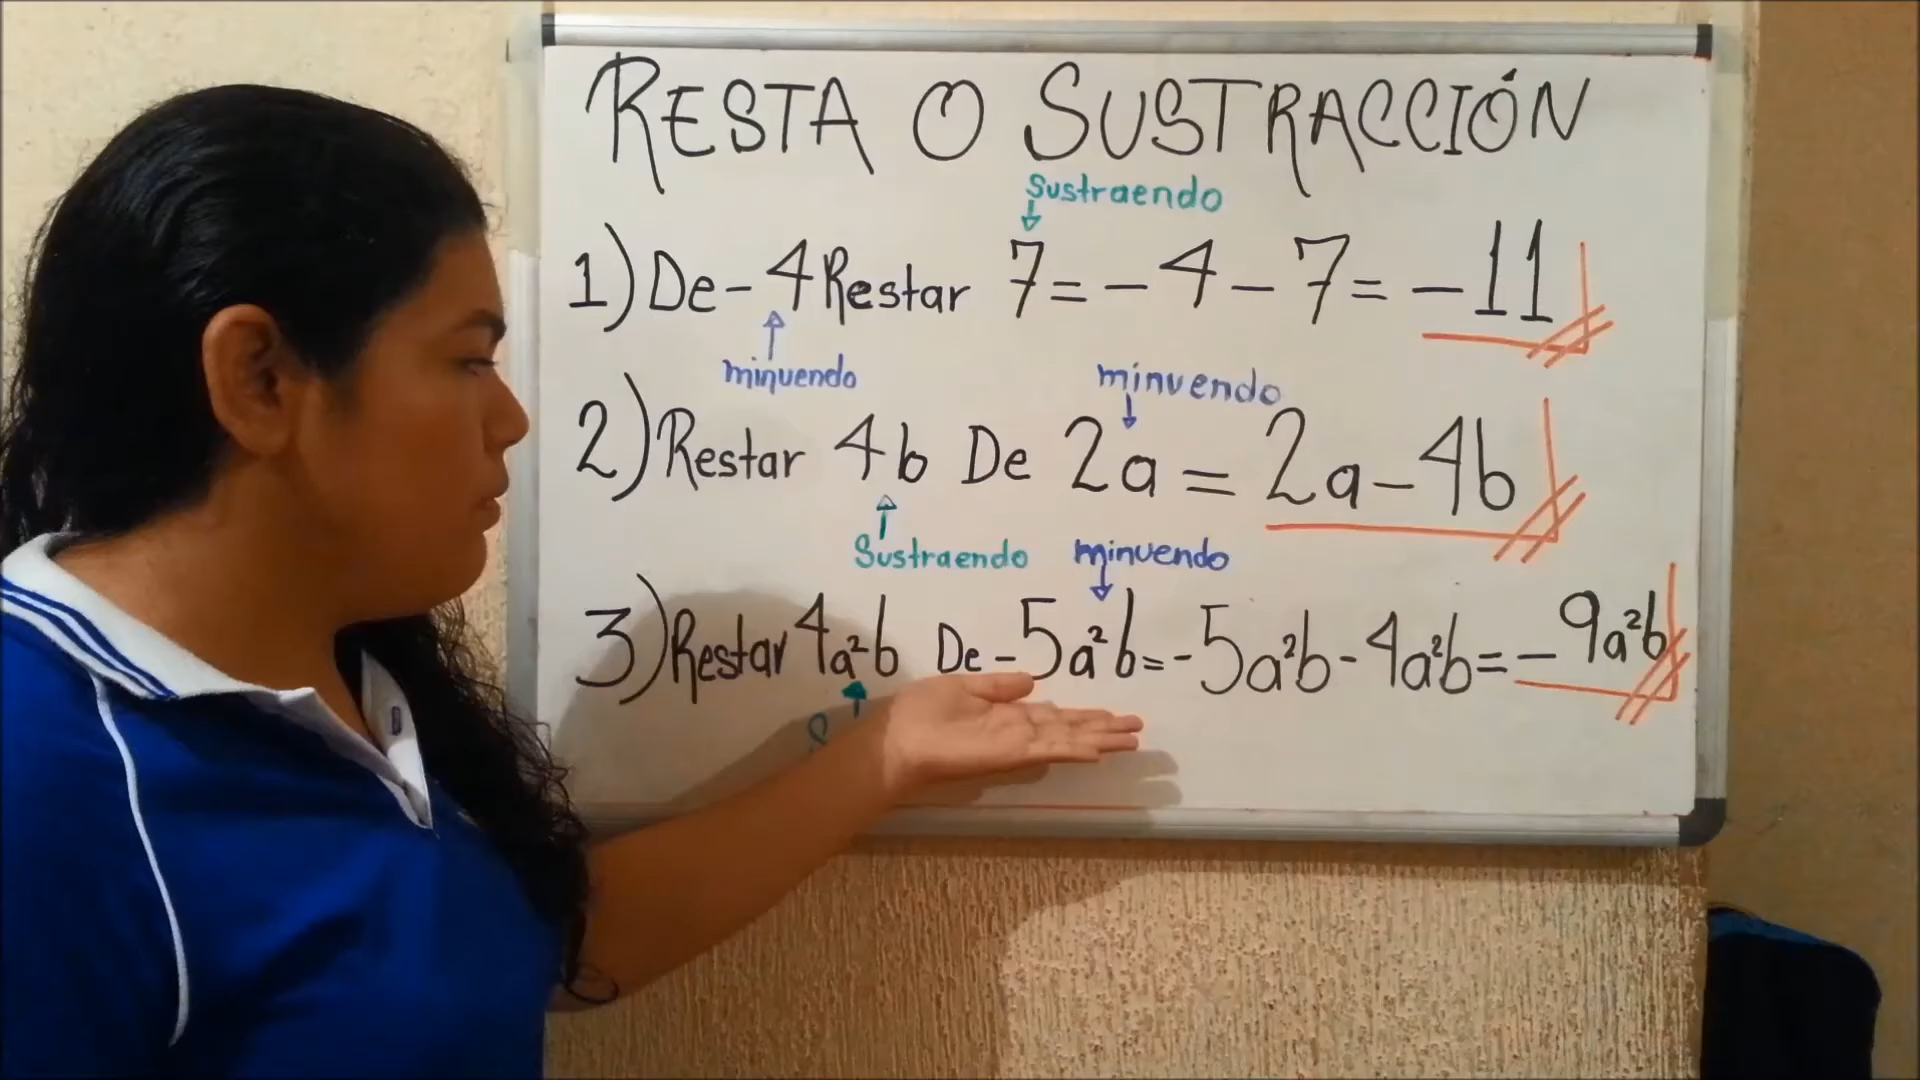 RESTA O SUSTRACCIÓN
Sustraendo
1) De -4 Restar 7 = -4 - 7 = -11
minuendo
minuendo
2) Restar 4b De 2a = 2a - 4b
Sustraendo
minuendo
3) Restar 4a²b De -5a²b = -5a²b - 4a²b = -9a²b